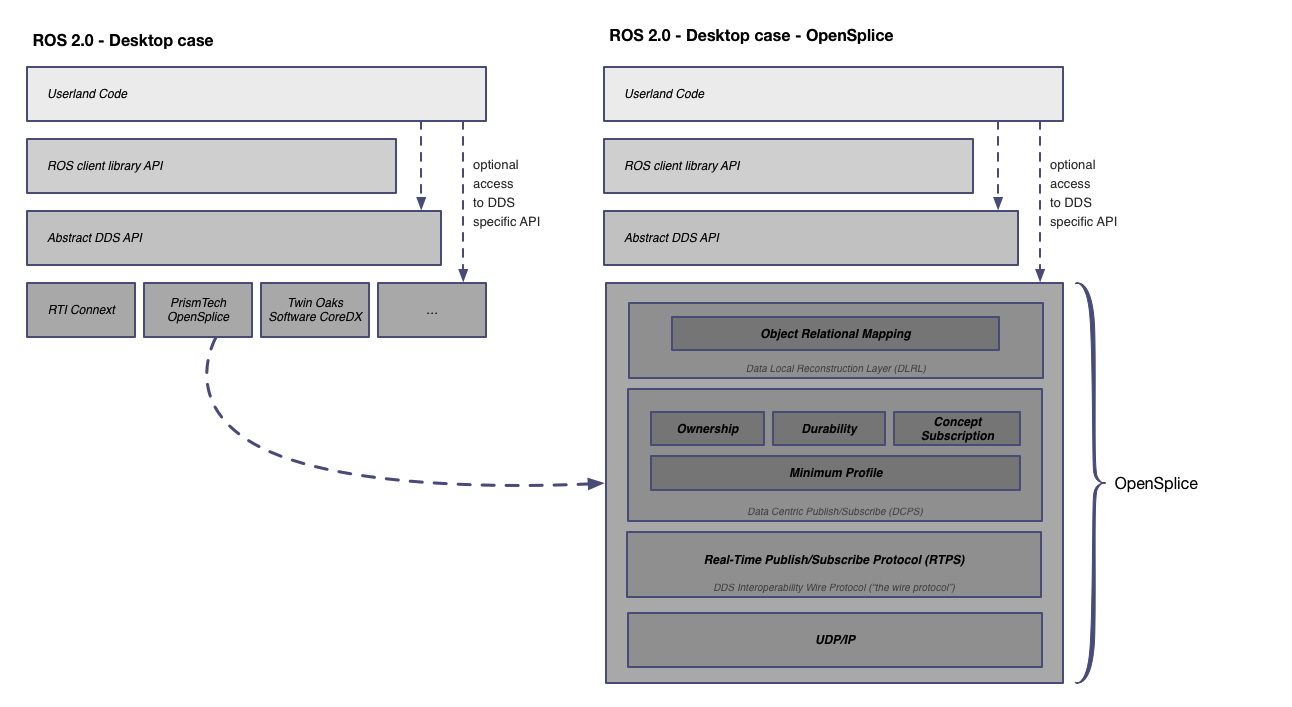 ROS 2.0 - Desktop case
Userland Code
ROS client library API
optional
access
to DDS
specific API
Abstract DDS API
RTI Connext
PrismTech
OpenSplice
Twin Oaks
Software CoreDX
...
ROS 2.0 - Desktop case - OpenSplice
Userland Code
ROS client library API
optional
access
to DDS
specific API
Abstract DDS API
Object Relational Mapping
Data Local Reconstruction Layer (DLRL)
Ownership
Durability
Concept
Subscription
Minimum Profile
Data Centric Publish/Subscribe (DCPS)
Real-Time Publish/Subscribe Protocol (RTPS)
DDS Interoperability Wire Protocol (“the wire protocol”)
UDP/IP
OpenSplice